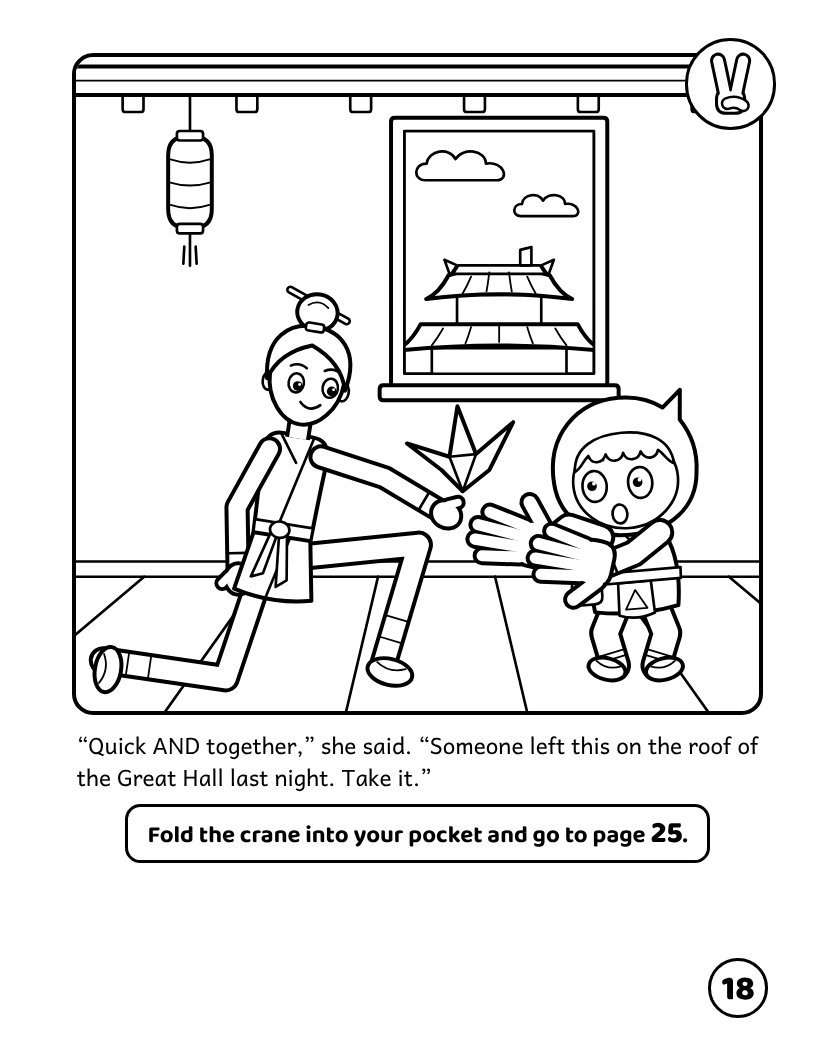 “Quick AND together,” she said. “Someone left this on the roof of
the Great Hall last night. Take it.”
Fold the crane into your pocket and go to page 25.
18